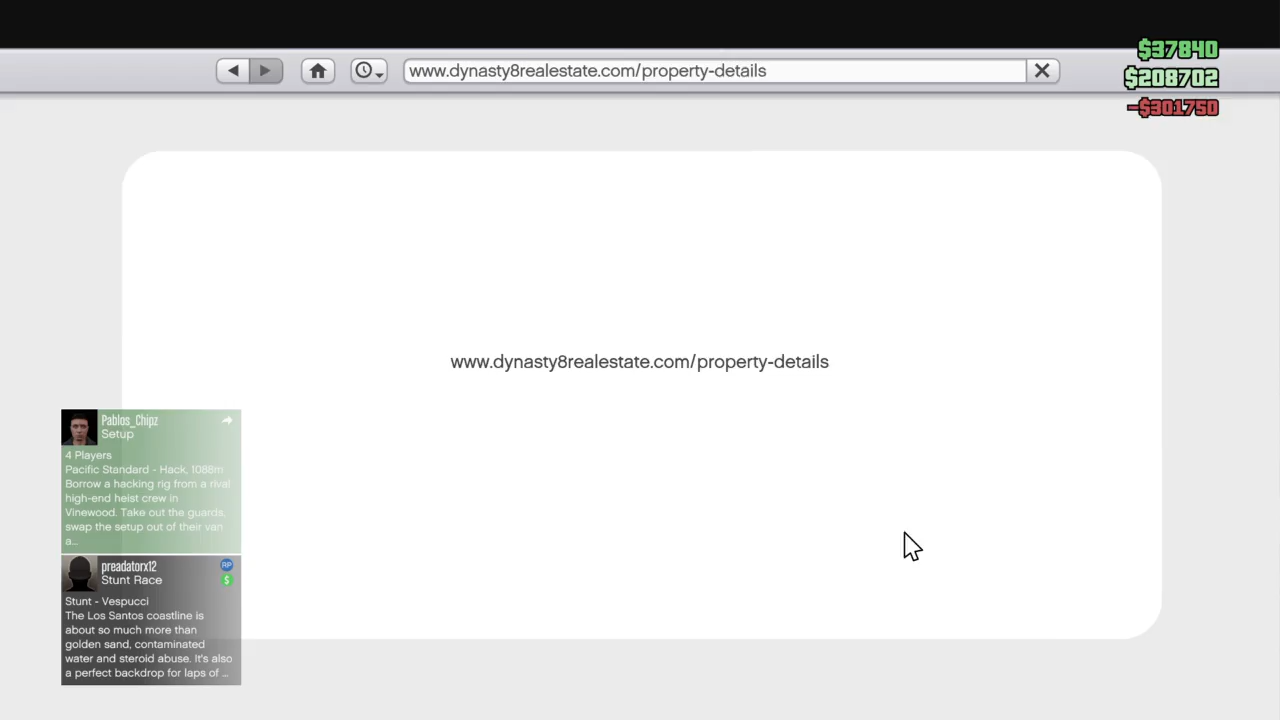 www.dynasty8realestate.com/property-details
$37840
$208702
-$301750
www.dynasty8realestate.com/property-details
Pablos_Chipz
Setup
4 Players
Pacific Standard - Hack, 1088m
Borrow a hacking rig from a rival
high-end heist crew in
Vinewood. Take out the guards,
swap the setup out of their van
a...
preadatorx12
RP
Stunt Race
$
Stunt - Vespucci
The Los Santos coastline is
about so much more than
golden sand, contaminated
water and steroid abuse. It's also
a perfect backdrop for laps of ...